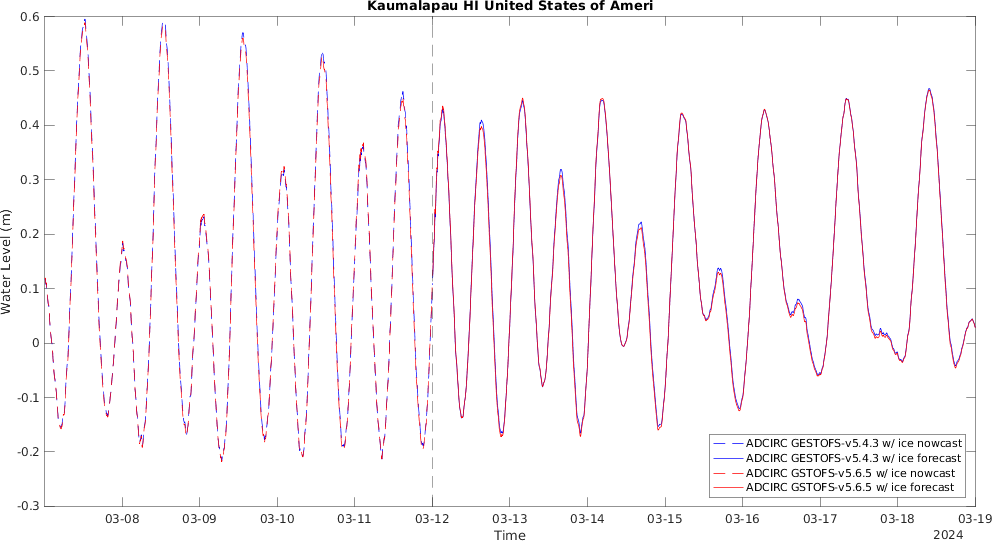 Kaumalapau HI United States of Ameri
0.6
0.5
0.4
0.3
0.2
0.1
0
-0.1
-0.2
-0.3
Water Level (m)
ADCIRC GESTOFS-v5.4.3 w/ ice nowcast
ADCIRC GESTOFS-v5.4.3 w/ ice forecast
ADCIRC GSTOFS-v5.6.5 w/ ice nowcast
ADCIRC GSTOFS-v5.6.5 w/ ice forecast
03-08 03-09 03-10 03-11 03-12 03-13 03-14 03-15 03-16 03-17 03-18 03-19
Time
2024